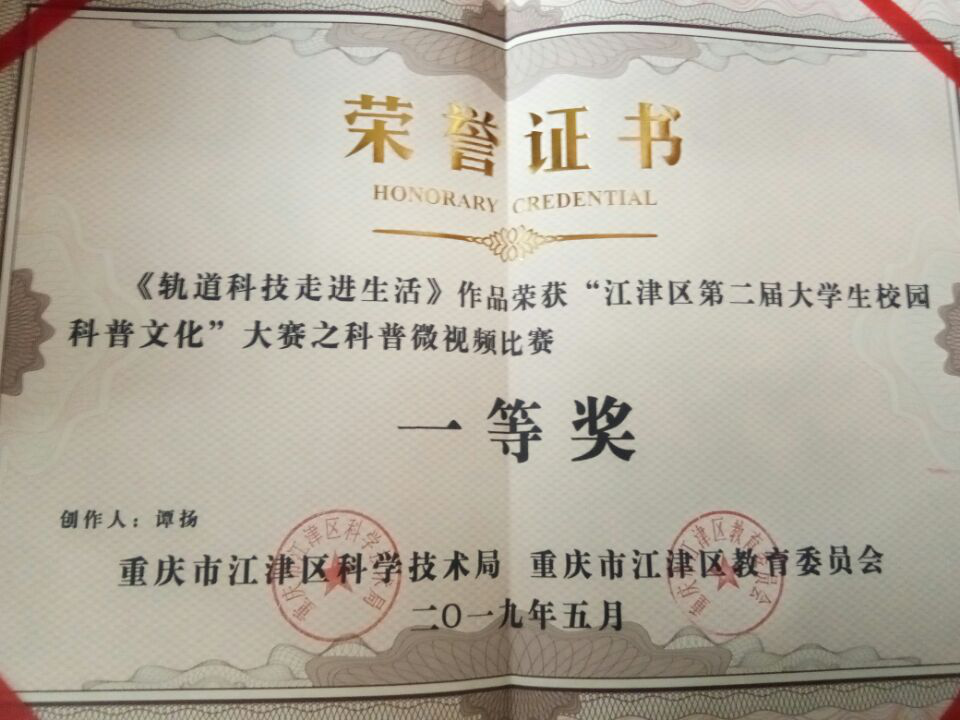 荣誉证书
HONORARY CREDENTIAL
《轨道科技走进生活》作品荣获“江津区第二届大学生校园
科普文化”大赛之科普微视频比赛
一等奖
创作人：谭扬
重庆市江津区科学技术局 重庆市江津区教育委员会
二〇一九年五月